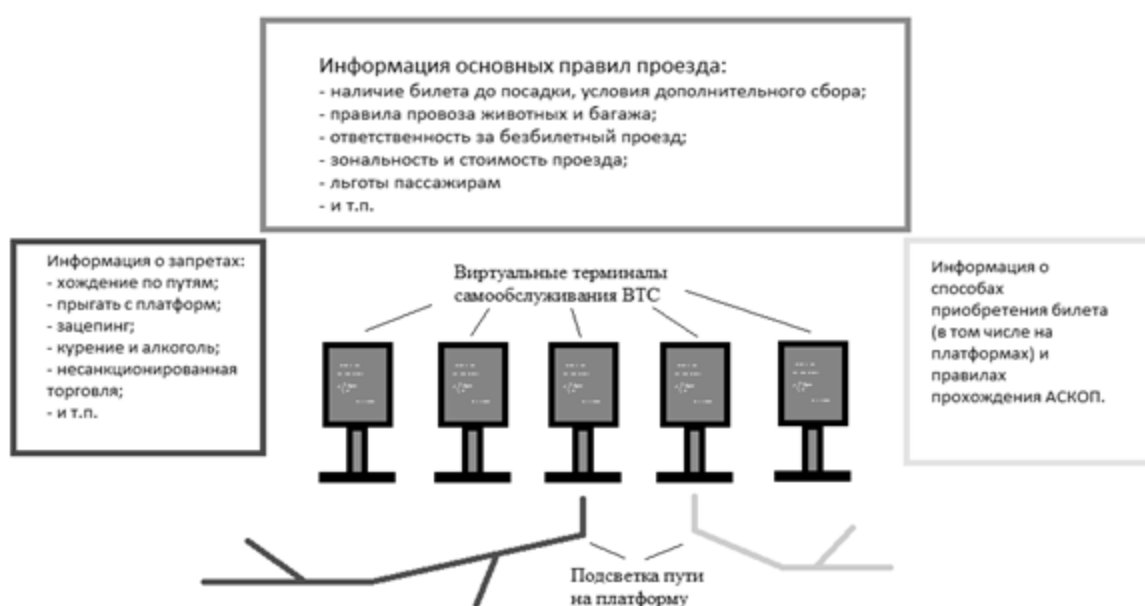 Информация основных правил проезда:
- наличие билета до посадки, условия дополнительного сбора;
- правила провоза животных и багажа;
- ответственность за безбилетный проезд;
- зональность и стоимость проезда;
- льготы пассажирам
- и т.п.
Информация о запретах:
- хождение по путям;
- прыгать с платформ;
- зацепинг;
- курение и алкоголь;
- несанкционированная
торговля;
- и т.п.
Виртуальные терминалы
самообслуживания ВТС
Информация о
способах
приобретения билета
(в том числе на
платформах) и
правилах
прохождения АСКОП.
Подсветка пути
на платформу